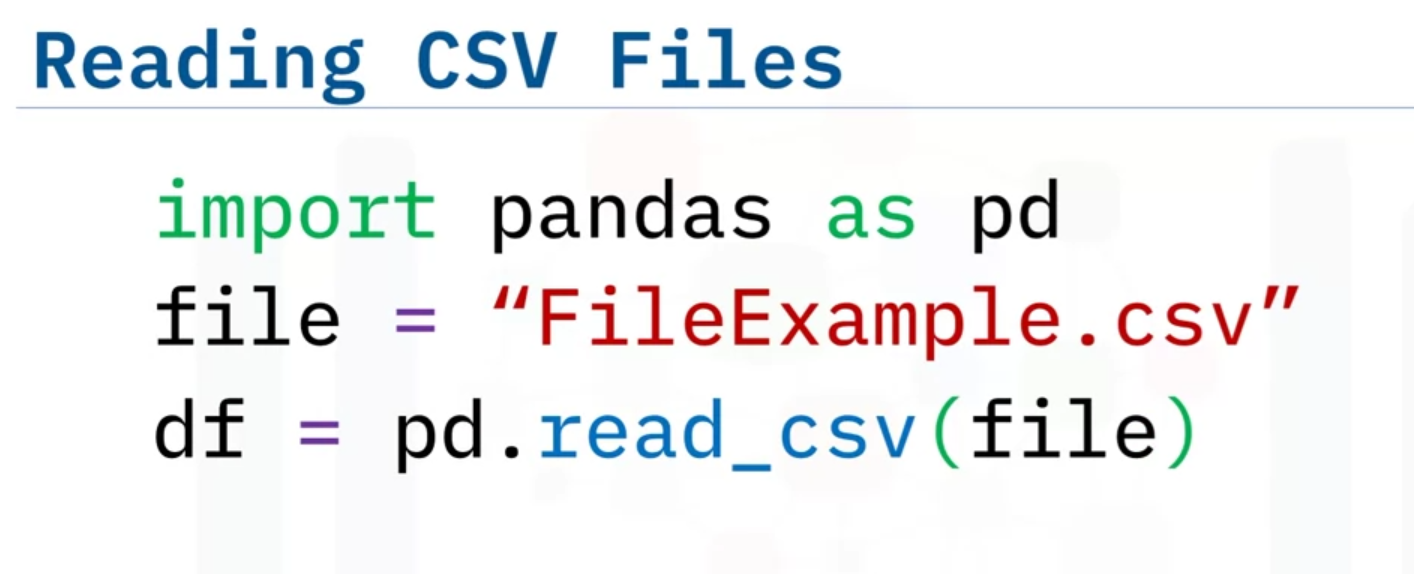 Reading CSV Files
import pandas as pd
file = “FileExample.csv”
df = pd.read_csv(file)